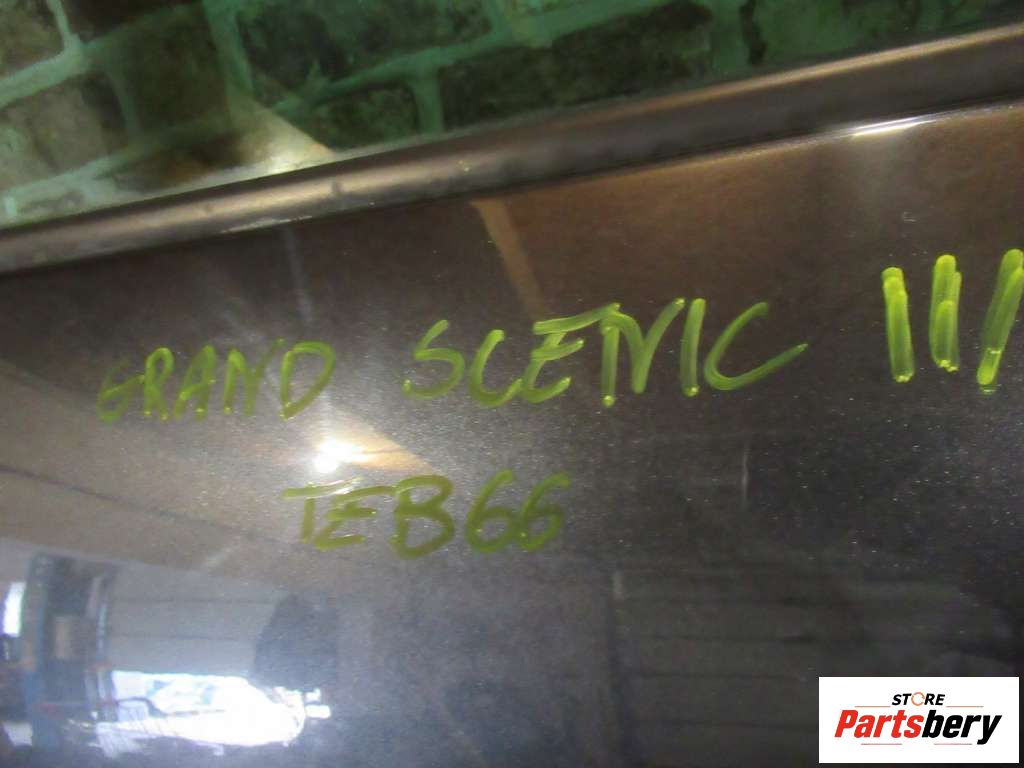 GRAND SCENIC III
TEB66
STORE
Partsbery